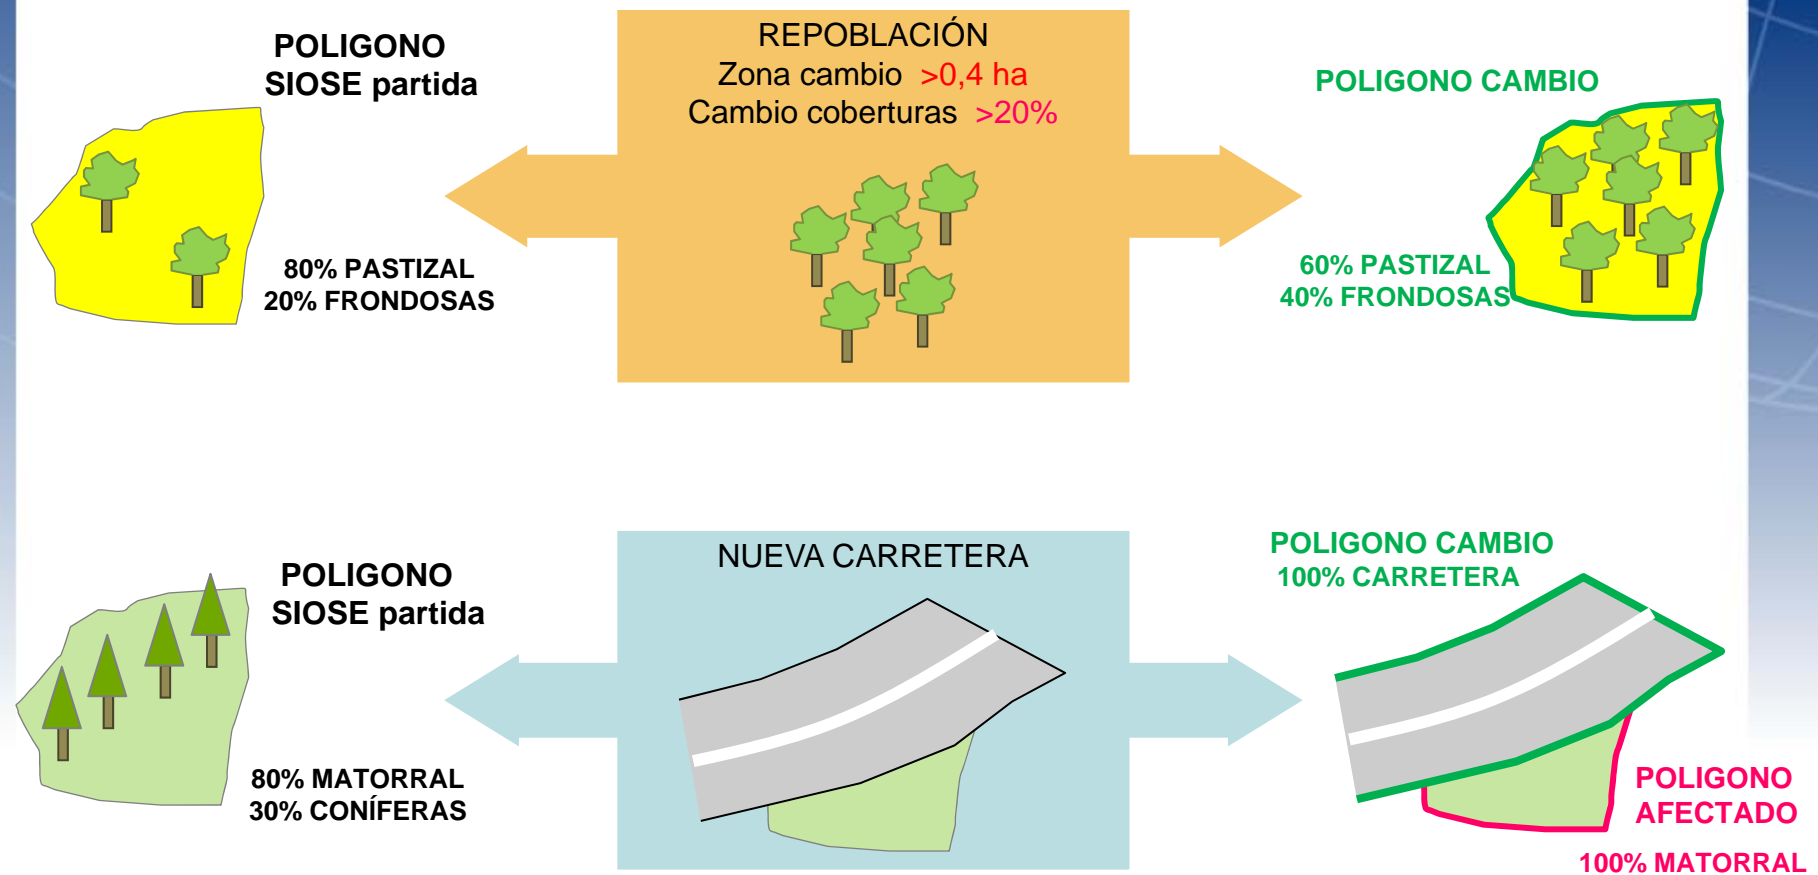 POLIGONO
SIOSE partida
80% PASTIZAL
20% FRONDOSAS
REPOBLACIÓN
Zona cambio >0,4 ha
Cambio coberturas >20%
POLIGONO CAMBIO
60% PASTIZAL
40% FRONDOSAS
POLIGONO
SIOSE partida
80% MATORRAL
30% CONÍFERAS
NUEVA CARRETERA
POLIGONO CAMBIO
100% CARRETERA
POLIGONO
AFECTADO
100% MATORRAL